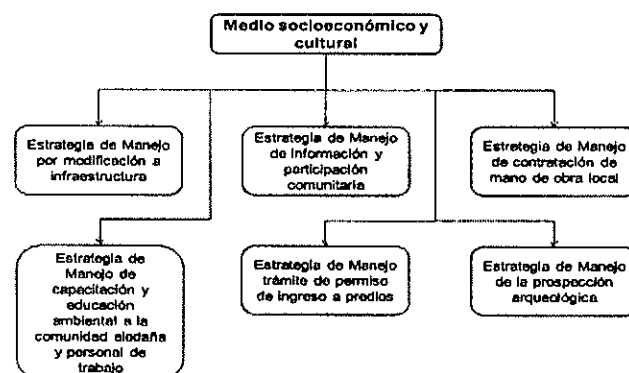 Medio socioeconómico y
cultural
Estrategia de Manejo
por modificación a
infraestructura
Estrategia de Manejo
de información y
participación
comunitaria
Estrategia de Manejo
de contratación de
mano de obra local
Estrategia de
Manejo de
capacitación y
educación
ambiental a la
comunidad aledaña
y personal de
trabajo
Estrategia de Manejo
trámite de permiso
de ingreso a predios
Estrategia de Manejo
de la prospección
arqueológica